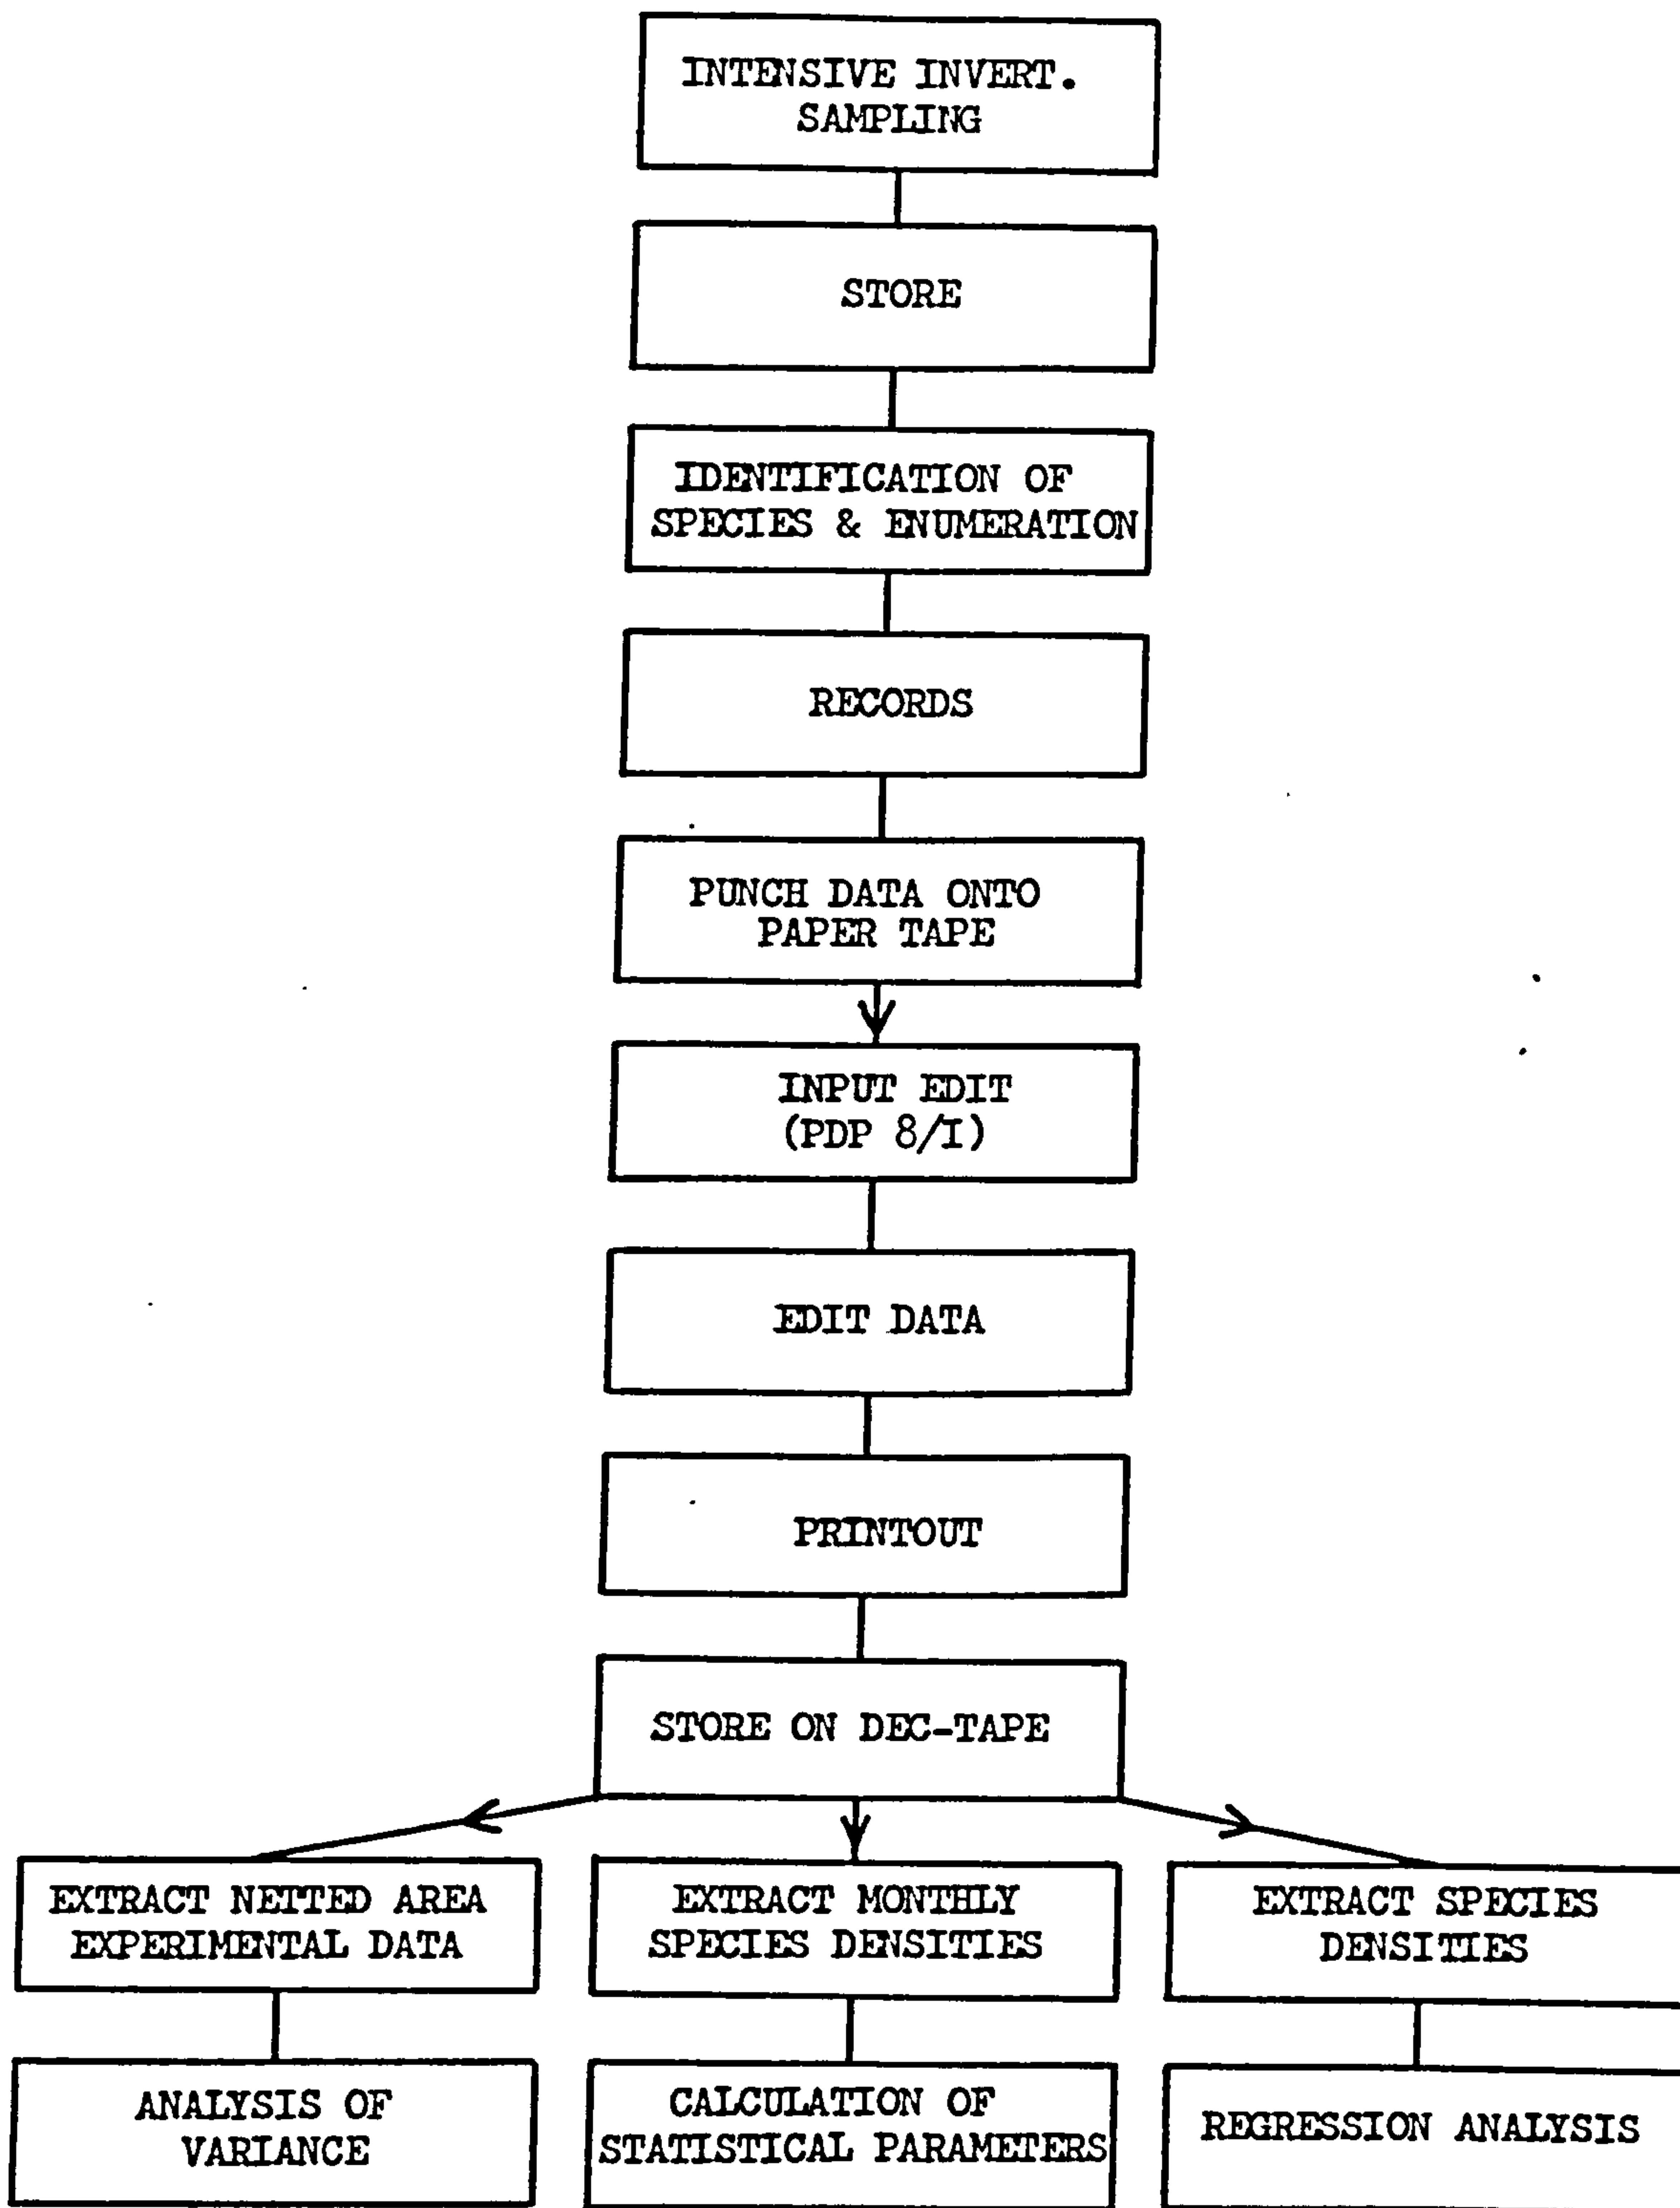 INTENSIVE INVERT.
SAMPLING
STORE
IDENTIFICATION OF
SPECIES & ENUMERATION
RECORDS
PUNCH DATA ONTO
PAPER TAPE
INPUT EDIT
(PDP 8/I)
EDIT DATA
PRINTOUT
STORE ON DEC-TAPE
EXTRACT NETTED AREA
EXPERIMENTAL DATA
EXTRACT MONTHLY
SPECIES DENSITIES
EXTRACT SPECIES
DENSITIES
ANALYSIS OF
VARIANCE
CALCULATION OF
STATISTICAL PARAMETERS
REGRESSION ANALYSIS